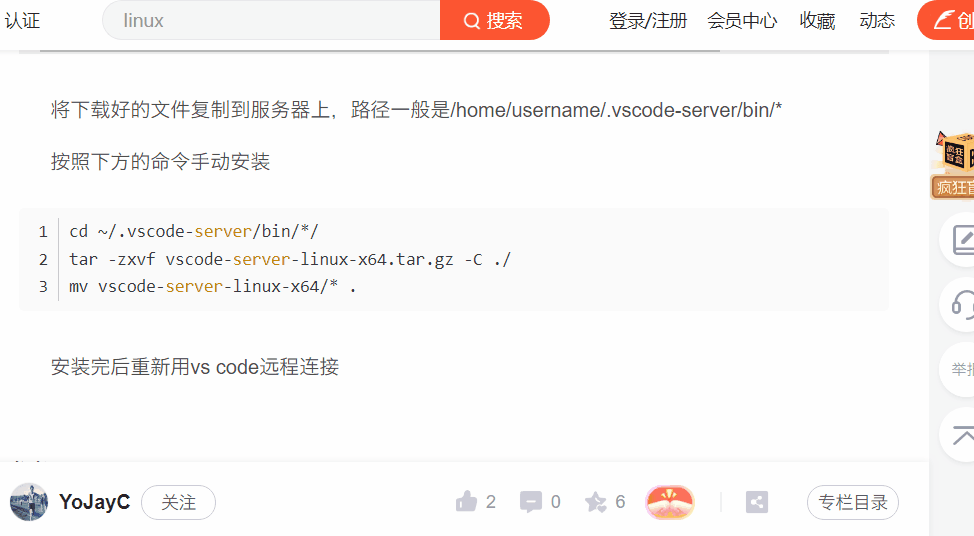 认证
linux
搜索
登录/注册 会员中心 收藏 动态
创
将下载好的文件复制到服务器上，路径一般是/home/username/.vscode-server/bin/*
按照下方的命令手动安装
疯狂
盲盒
疯狂盲
1 cd ~/.vscode-server/bin/*/
2 tar -zxvf vscode-server-linux-x64.tar.gz -C ./
3 mv vscode-server-linux-x64/* .
举报
安装完后重新用vs code远程连接
YoJayC 关注
2 0 6
专栏目录